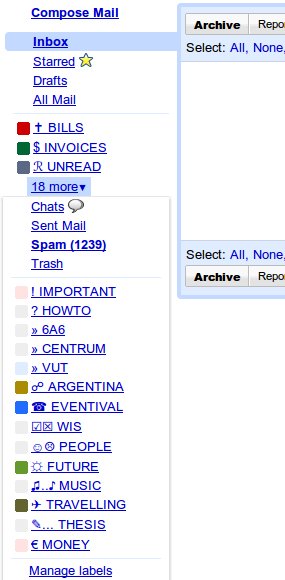 Compose Mail
Inbox
Starred
Drafts
All Mail
✝ BILLS
$ INVOICES
ℛ UNREAD
18 more▼
Chats
Sent Mail
Spam (1239)
Trash
! IMPORTANT
? HOWTO
» 6A6
» CENTRUM
» VUT
☍ ARGENTINA
☎ EVENTIVAL
☑☒ WIS
☺☹ PEOPLE
☼ FUTURE
♫..♪ MUSIC
✈ TRAVELLING
✎... THESIS
€ MONEY
Manage labels
Archive Repor
Select: All, None,
Select: All, None,
Archive Repor